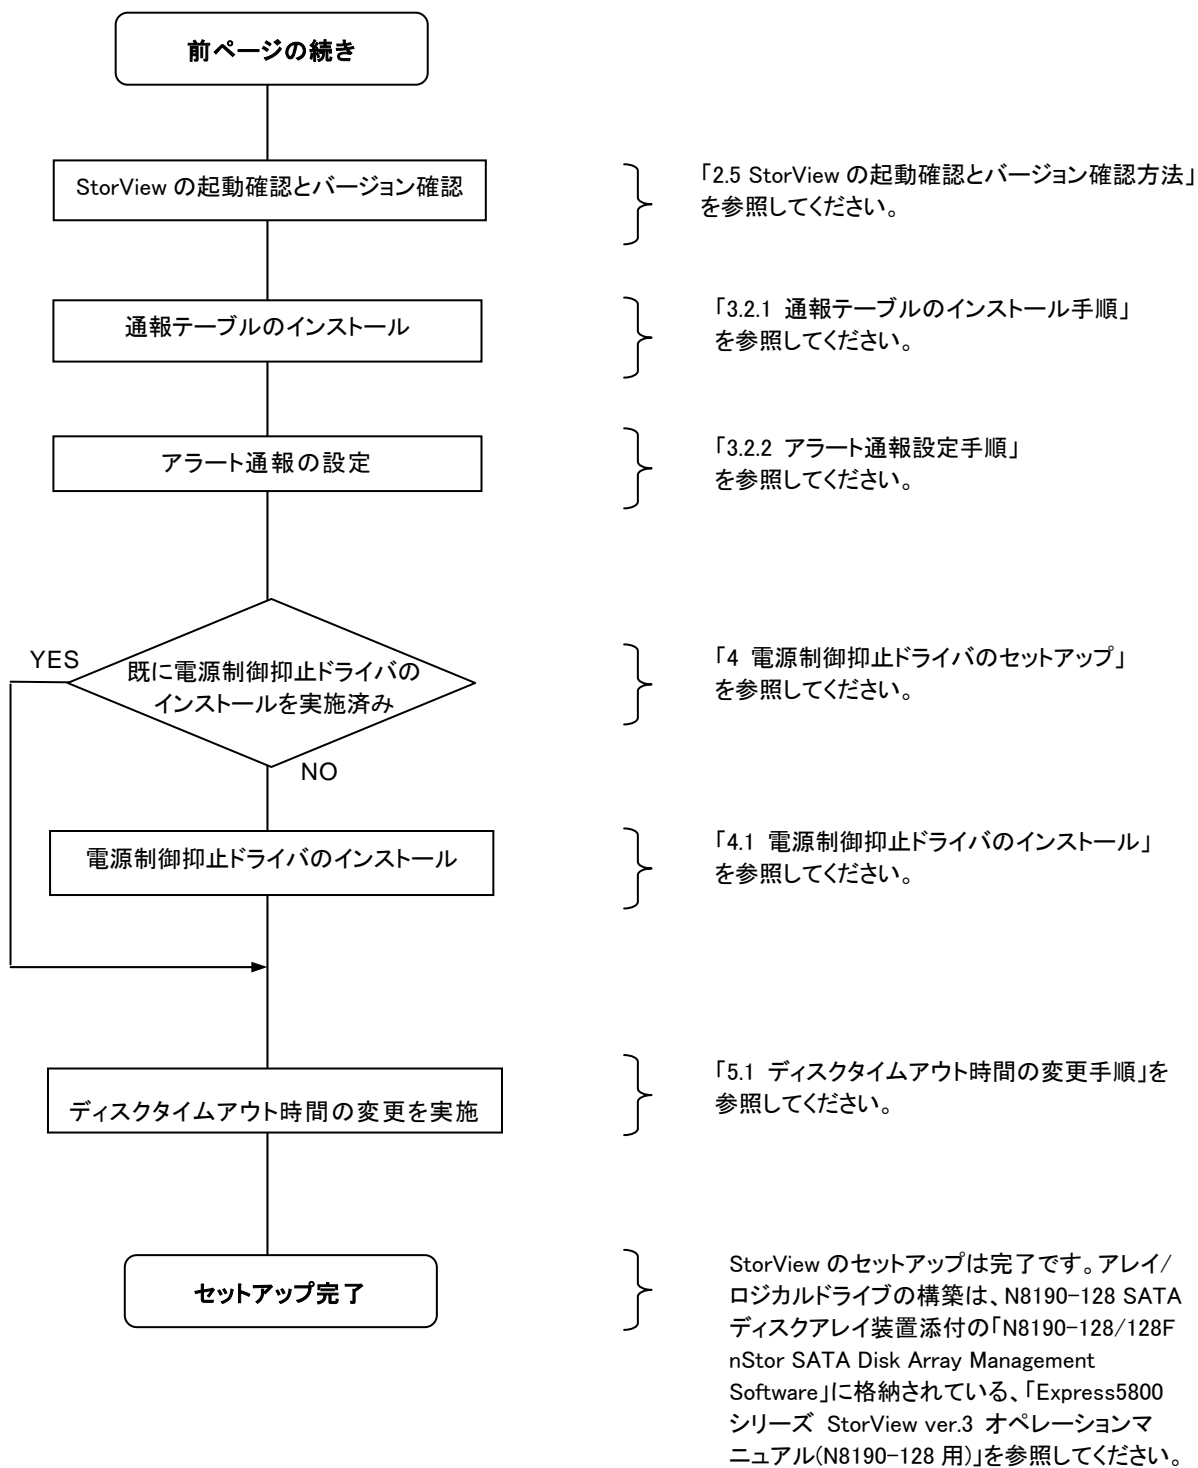 前ページの続き
StorView の起動確認とバージョン確認
「2.5 StorView の起動確認とバージョン確認方法」
を参照してください。
通報テーブルのインストール
「3.2.1 通報テーブルのインストール手順」
を参照してください。
アラート通報の設定
「3.2.2 アラート通報設定手順」
を参照してください。
YES
既に電源制御抑止ドライバの
インストールを実施済み
NO
「4 電源制御抑止ドライバのセットアップ」
を参照してください。
電源制御抑止ドライバのインストール
「4.1 電源制御抑止ドライバのインストール」
を参照してください。
ディスクタイムアウト時間の変更を実施
「5.1 ディスクタイムアウト時間の変更手順」を
参照してください。
セットアップ完了
StorView のセットアップは完了です。アレイ/
ロジカルドライブの構築は、N8190-128 SATA
ディスクアレイ装置添付の「N8190-128/128F
nStor SATA Disk Array Management
Software」に格納されている、「Express5800
シリーズ StorView ver.3 オペレーションマ
ニュアル(N8190-128 用)」を参照してください。